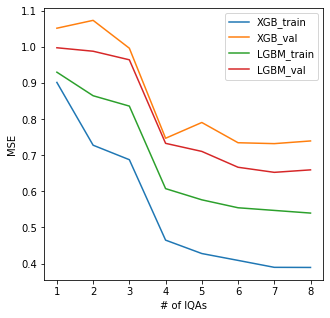 1.1
1.0
0.9
0.8
0.7
0.6
0.5
0.4
MSE
XGB_train
XGB_val
LGBM_train
LGBM_val
1 2 3 4 5 6 7 8
# of IQAs